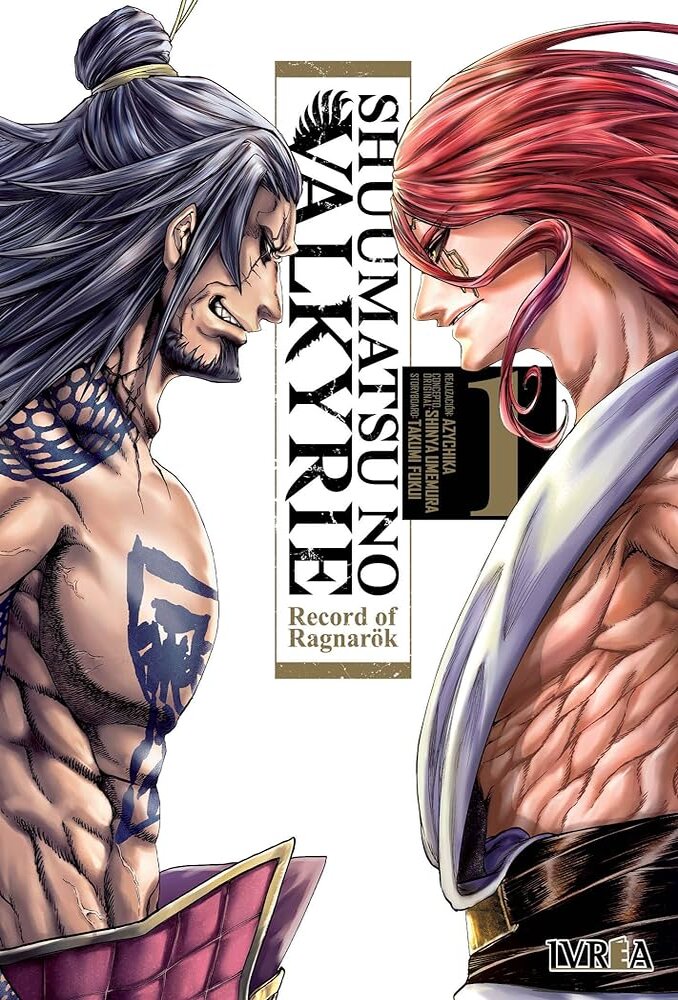 SHUUMATSU NO
VALKYRIE
Record of
Ragnarök
1
REALIZACIÓN: AZYCHIKA
CONCEPTO
ORIGINAL: SHINYA UMEMURA
STORYBOARD: TAKUMI FUKUI
IVREA